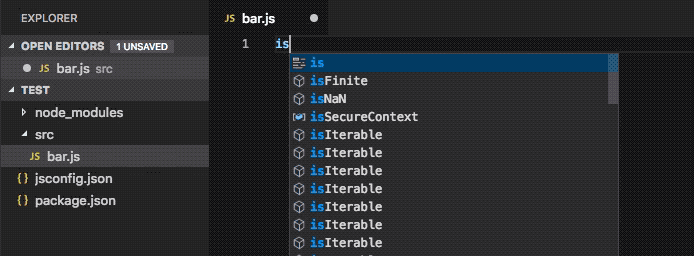 EXPLORER
OPEN EDITORS 1 UNSAVED
JS bar.js src
TEST
node_modules
src
JS bar.js
{ } jsconfig.json
{ } package.json
JS bar.js
1 is
is
isFinite
isNaN
isSecureContext
isIterable
isIterable
isIterable
isIterable
isIterable
isIterable
isIterable